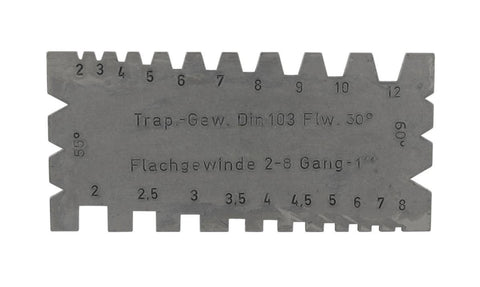 2 3 4 5 6 7 8 9 10 12
Trap.-Gew. Din 103 Flw. 30°
55°
60°
Flachgewinde 2-8 Gang-1""
2 2,5 3 3,5 4 4,5 5 6 7 8